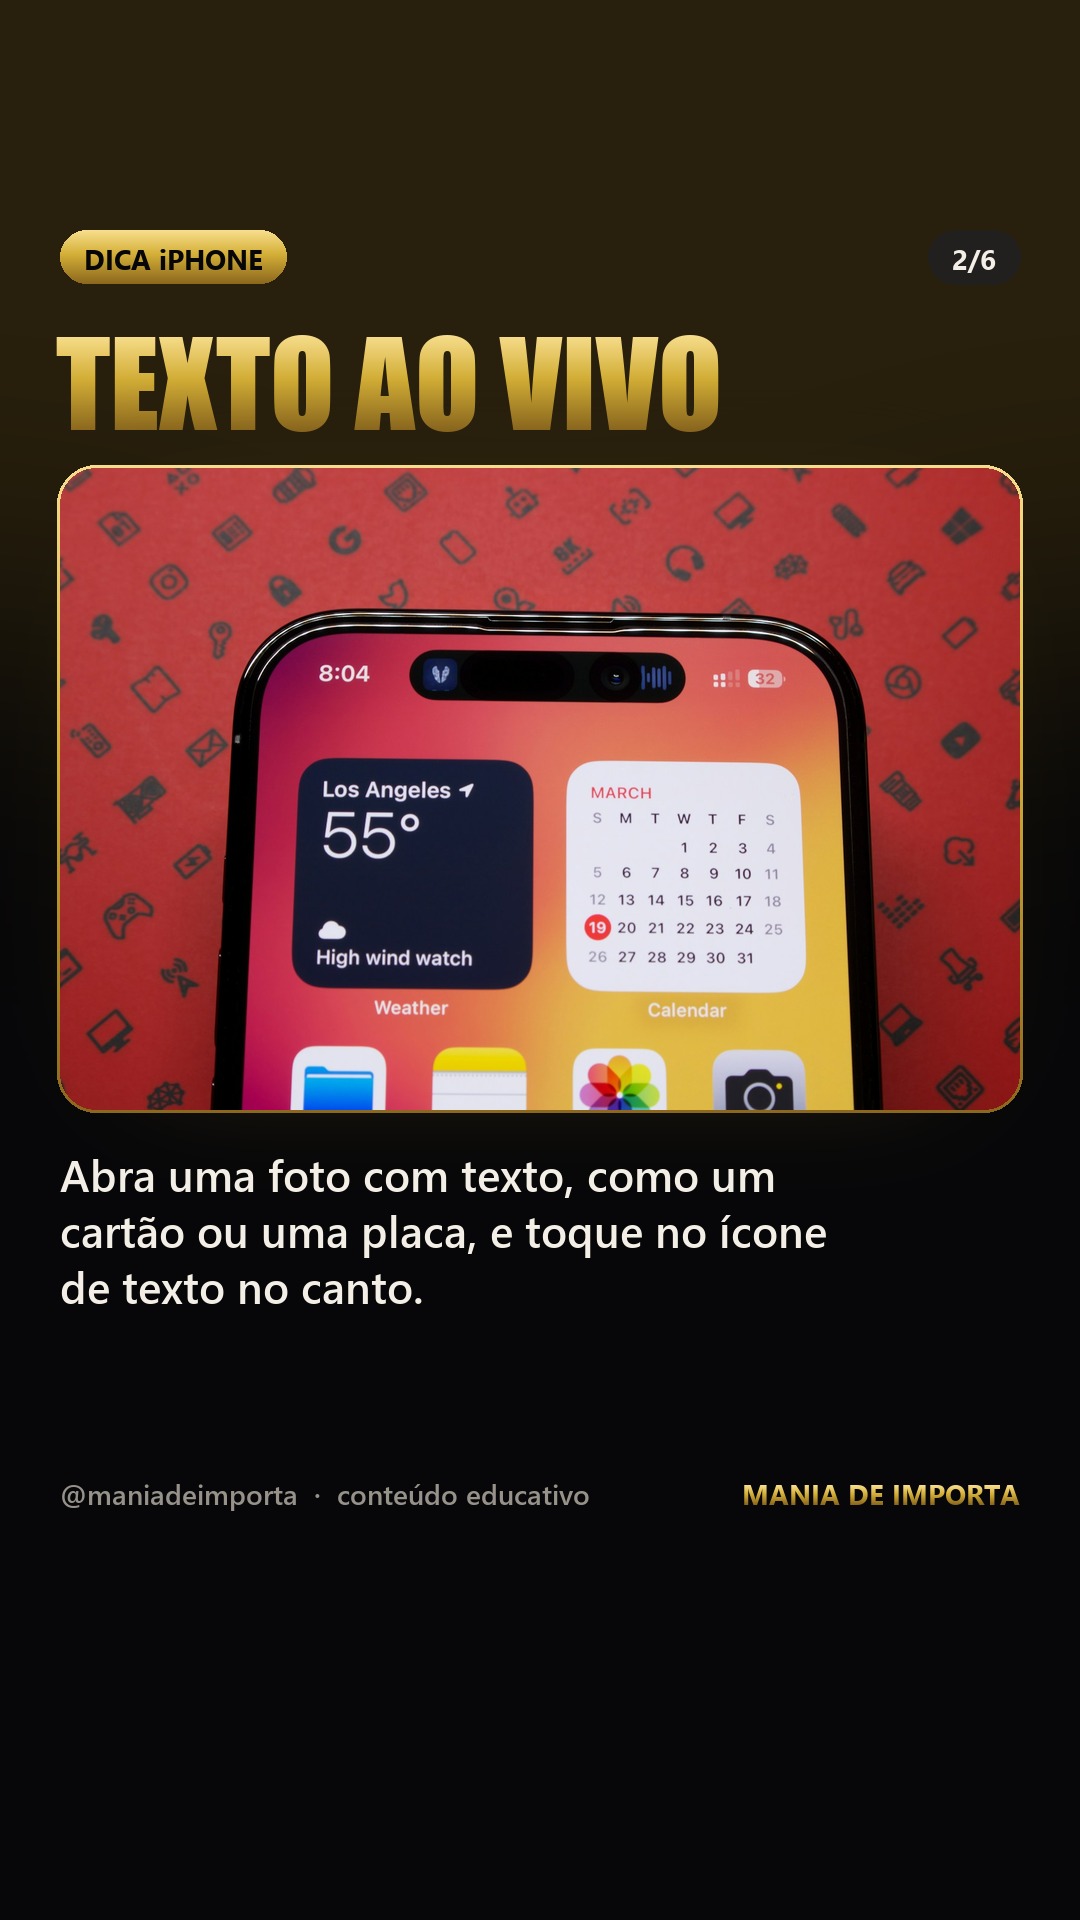 DICA iPHONE
2/6
TEXTO AO VIVO
8:04
32
Los Angeles
55°
High wind watch
Weather
MARCH
S M T W T F S
1 2 3 4
5 6 7 8 9 10 11
12 13 14 15 16 17 18
19 20 21 22 23 24 25
26 27 28 29 30 31
Calendar
8K
Abra uma foto com texto, como um
cartão ou uma placa, e toque no ícone
de texto no canto.
@maniadeimporta · conteúdo educativo
MANIA DE IMPORTA